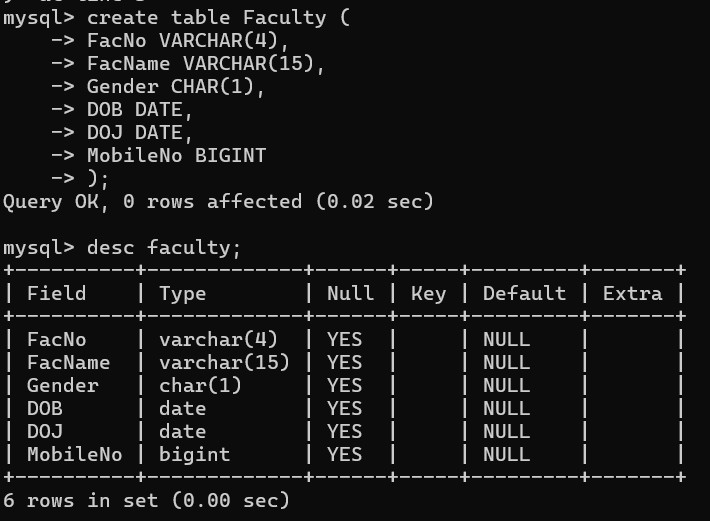 mysql> create table Faculty (
    -> FacNo VARCHAR(4),
    -> FacName VARCHAR(15),
    -> Gender CHAR(1),
    -> DOB DATE,
    -> DOJ DATE,
    -> MobileNo BIGINT
    -> );
Query OK, 0 rows affected (0.02 sec)
mysql> desc faculty;
+----------+-------------+------+-----+---------+-------+
| Field    | Type        | Null | Key | Default | Extra |
+----------+-------------+------+-----+---------+-------+
| FacNo    | varchar(4)  | YES  |     | NULL    |       |
| FacName  | varchar(15) | YES  |     | NULL    |       |
| Gender   | char(1)     | YES  |     | NULL    |       |
| DOB      | date        | YES  |     | NULL    |       |
| DOJ      | date        | YES  |     | NULL    |       |
| MobileNo | bigint      | YES  |     | NULL    |       |
+----------+-------------+------+-----+---------+-------+
6 rows in set (0.00 sec)